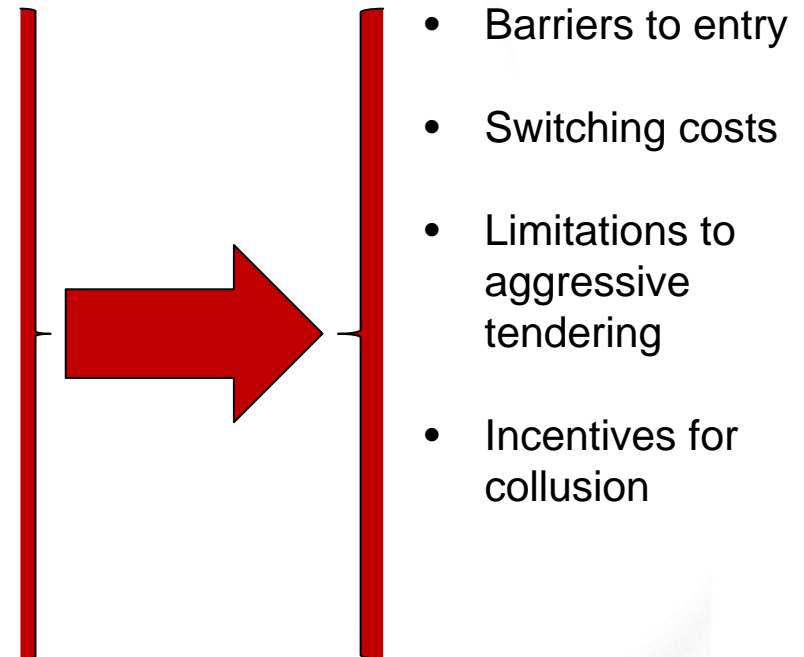 • Barriers to entry
• Switching costs
• Limitations to
aggressive
tendering
• Incentives for
collusion